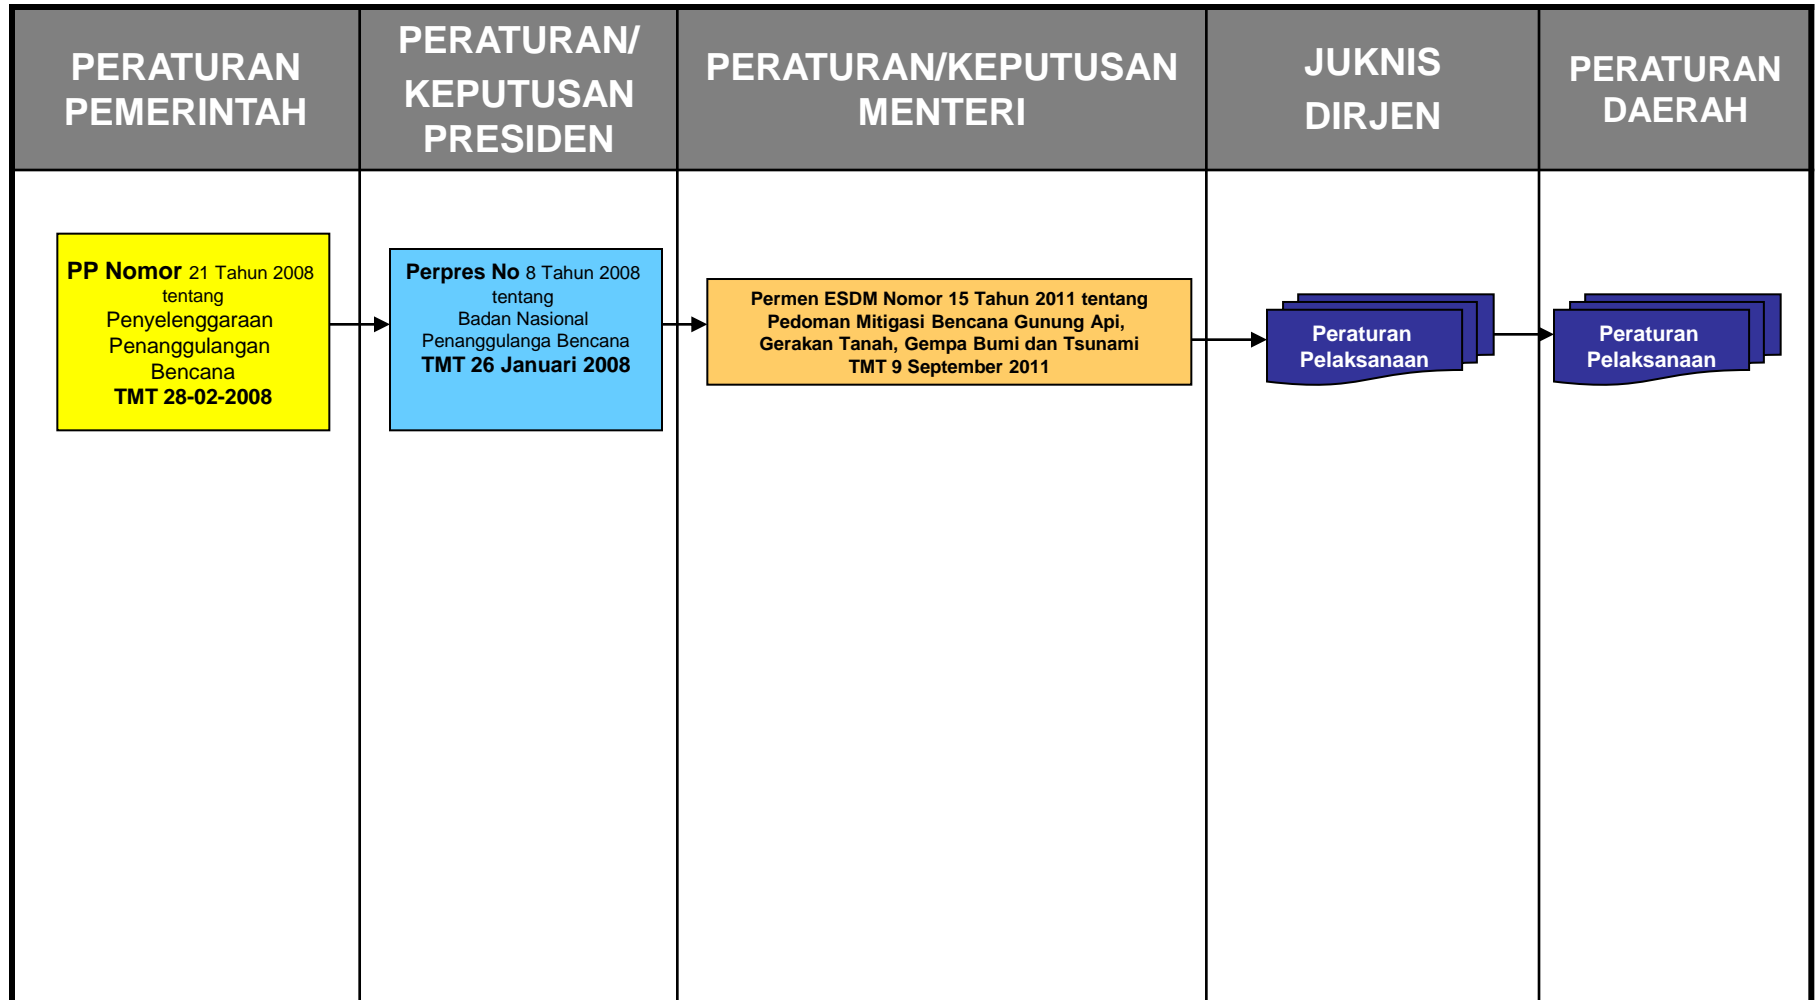 PERATURAN
PEMERINTAH
PERATURAN/
KEPUTUSAN
PRESIDEN
PERATURAN/KEPUTUSAN
MENTERI
JUKNIS
DIRJEN
PERATURAN
DAERAH
PP Nomor 21 Tahun 2008
tentang
Penyelenggaraan
Penanggulangan
Bencana
TMT 28-02-2008
Perpres No 8 Tahun 2008
tentang
Badan Nasional
Penanggulanga Bencana
TMT 26 Januari 2008
Permen ESDM Nomor 15 Tahun 2011 tentang
Pedoman Mitigasi Bencana Gunung Api,
Gerakan Tanah, Gempa Bumi dan Tsunami
TMT 9 September 2011
Peraturan
Pelaksanaan
Peraturan
Pelaksanaan